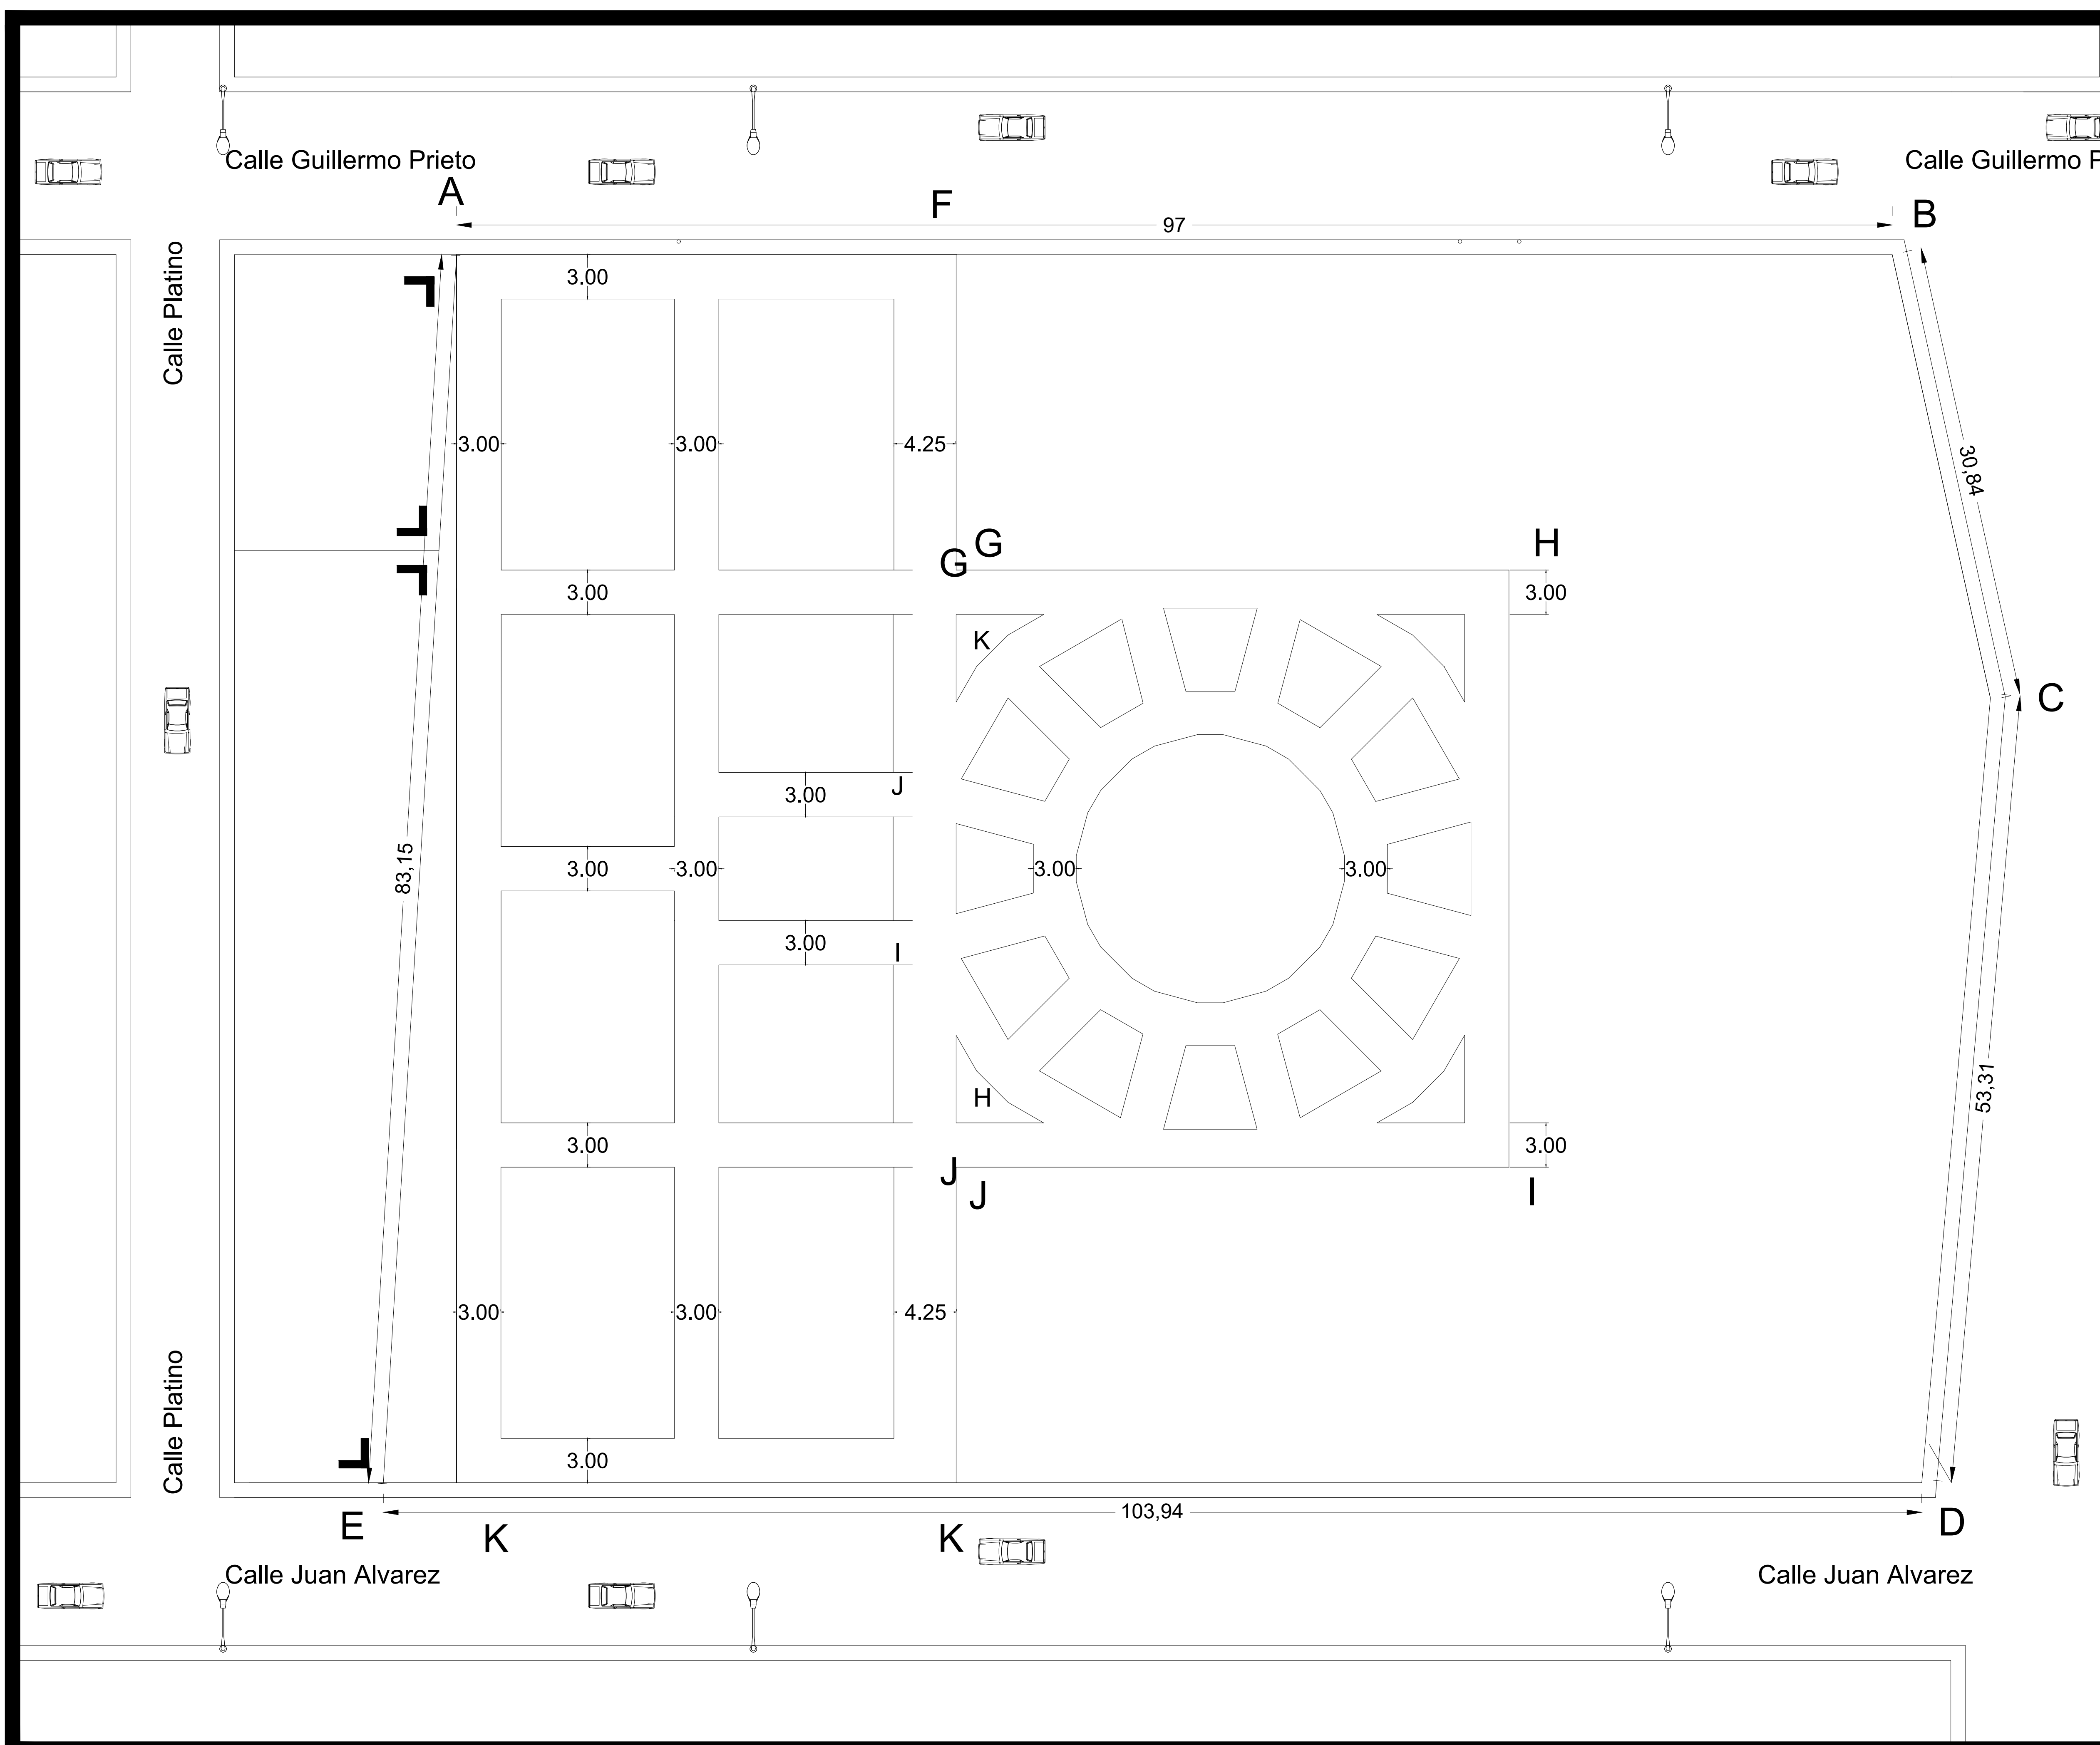 Calle Guillermo Prieto
Calle Guillermo P
A
F
B
97
Calle Platino
3.00
3.00
3.00
4.25
30,84
G
G
H
3.00
3.00
K
C
J
3.00
83,15
3.00
3.00
3.00
3.00
3.00
I
53,31
H
3.00
3.00
J
J
I
3.00
3.00
4.25
Calle Platino
3.00
E
K
K
103,94
D
Calle Juan Alvarez
Calle Juan Alvarez